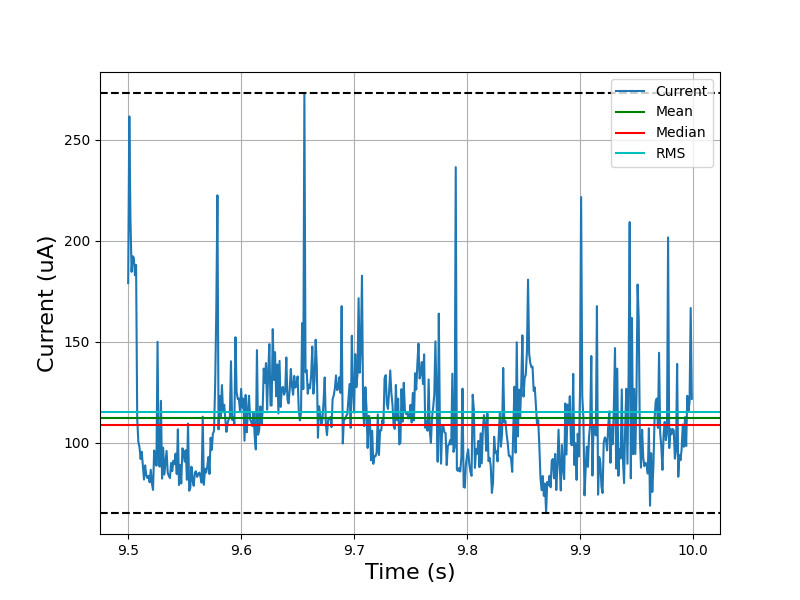 250
200
150
100
Current (uA)
Current
Mean
Median
RMS
9.5
9.6
9.7
9.8
9.9
10.0
Time (s)